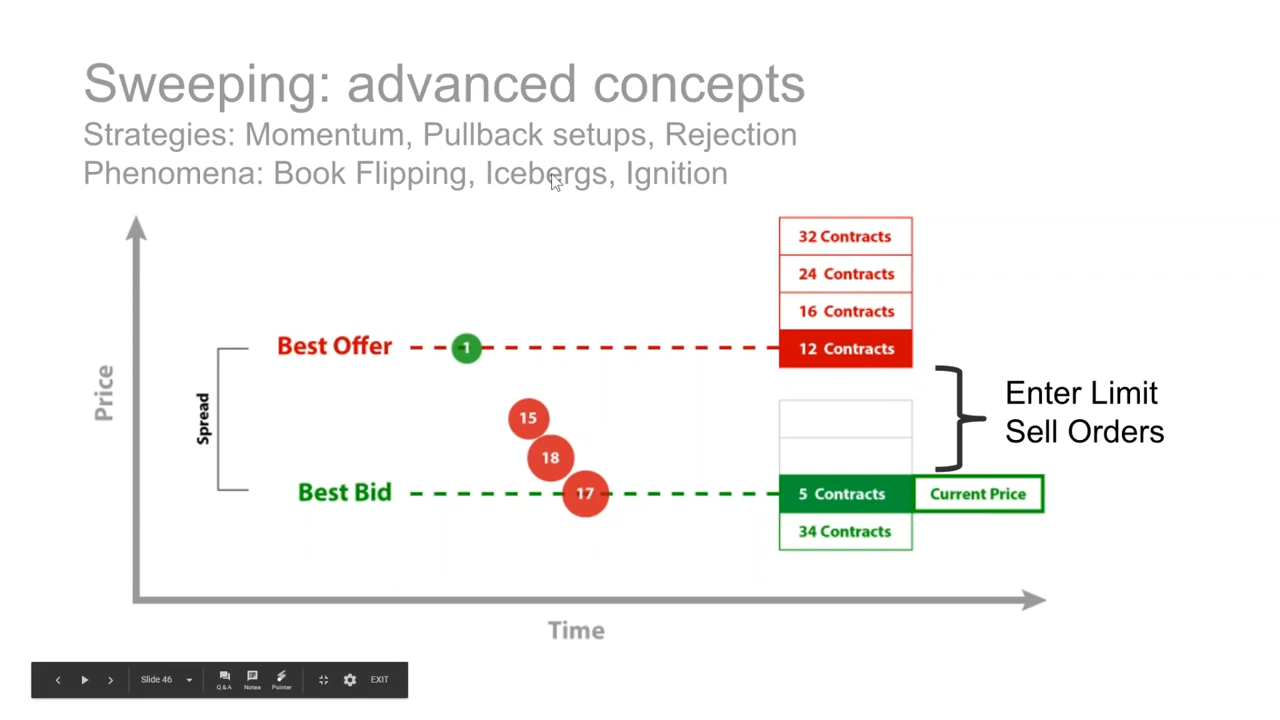 Sweeping: advanced concepts
Strategies: Momentum, Pullback setups, Rejection
Phenomena: Book Flipping, Icebergs, Ignition
32 Contracts
24 Contracts
16 Contracts
Best Offer
1
12 Contracts
Price
Spread
15
Enter Limit
Sell Orders
18
Best Bid
17
5 Contracts
Current Price
34 Contracts
Time
Slide 46
Q & A
Notes
Pointer
EXIT